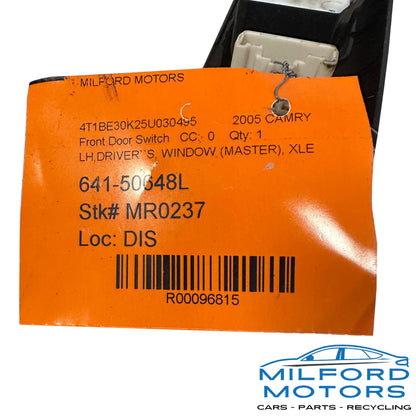 MILFORD MOTORS
4T1BE30K25U030495 2005 CAMRY
Front Door Switch CC: 0 Qty: 1
LH,DRIVER'S, WINDOW (MASTER), XLE
641-50648L
Stk# MR0237
Loc: DIS
R00096815
MILFORD
MOTORS
CARS - PARTS - RECYCLING